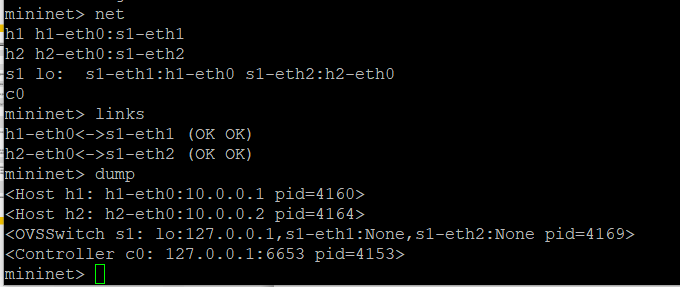 mininet> net
h1 h1-eth0:s1-eth1
h2 h2-eth0:s1-eth2
s1 lo:  s1-eth1:h1-eth0 s1-eth2:h2-eth0
c0
mininet> links
h1-eth0<->s1-eth1 (OK OK)
h2-eth0<->s1-eth2 (OK OK)
mininet> dump
<Host h1: h1-eth0:10.0.0.1 pid=4160>
<Host h2: h2-eth0:10.0.0.2 pid=4164>
<OVSSwitch s1: lo:127.0.0.1,s1-eth1:None,s1-eth2:None pid=4169>
<Controller c0: 127.0.0.1:6653 pid=4153>
mininet>